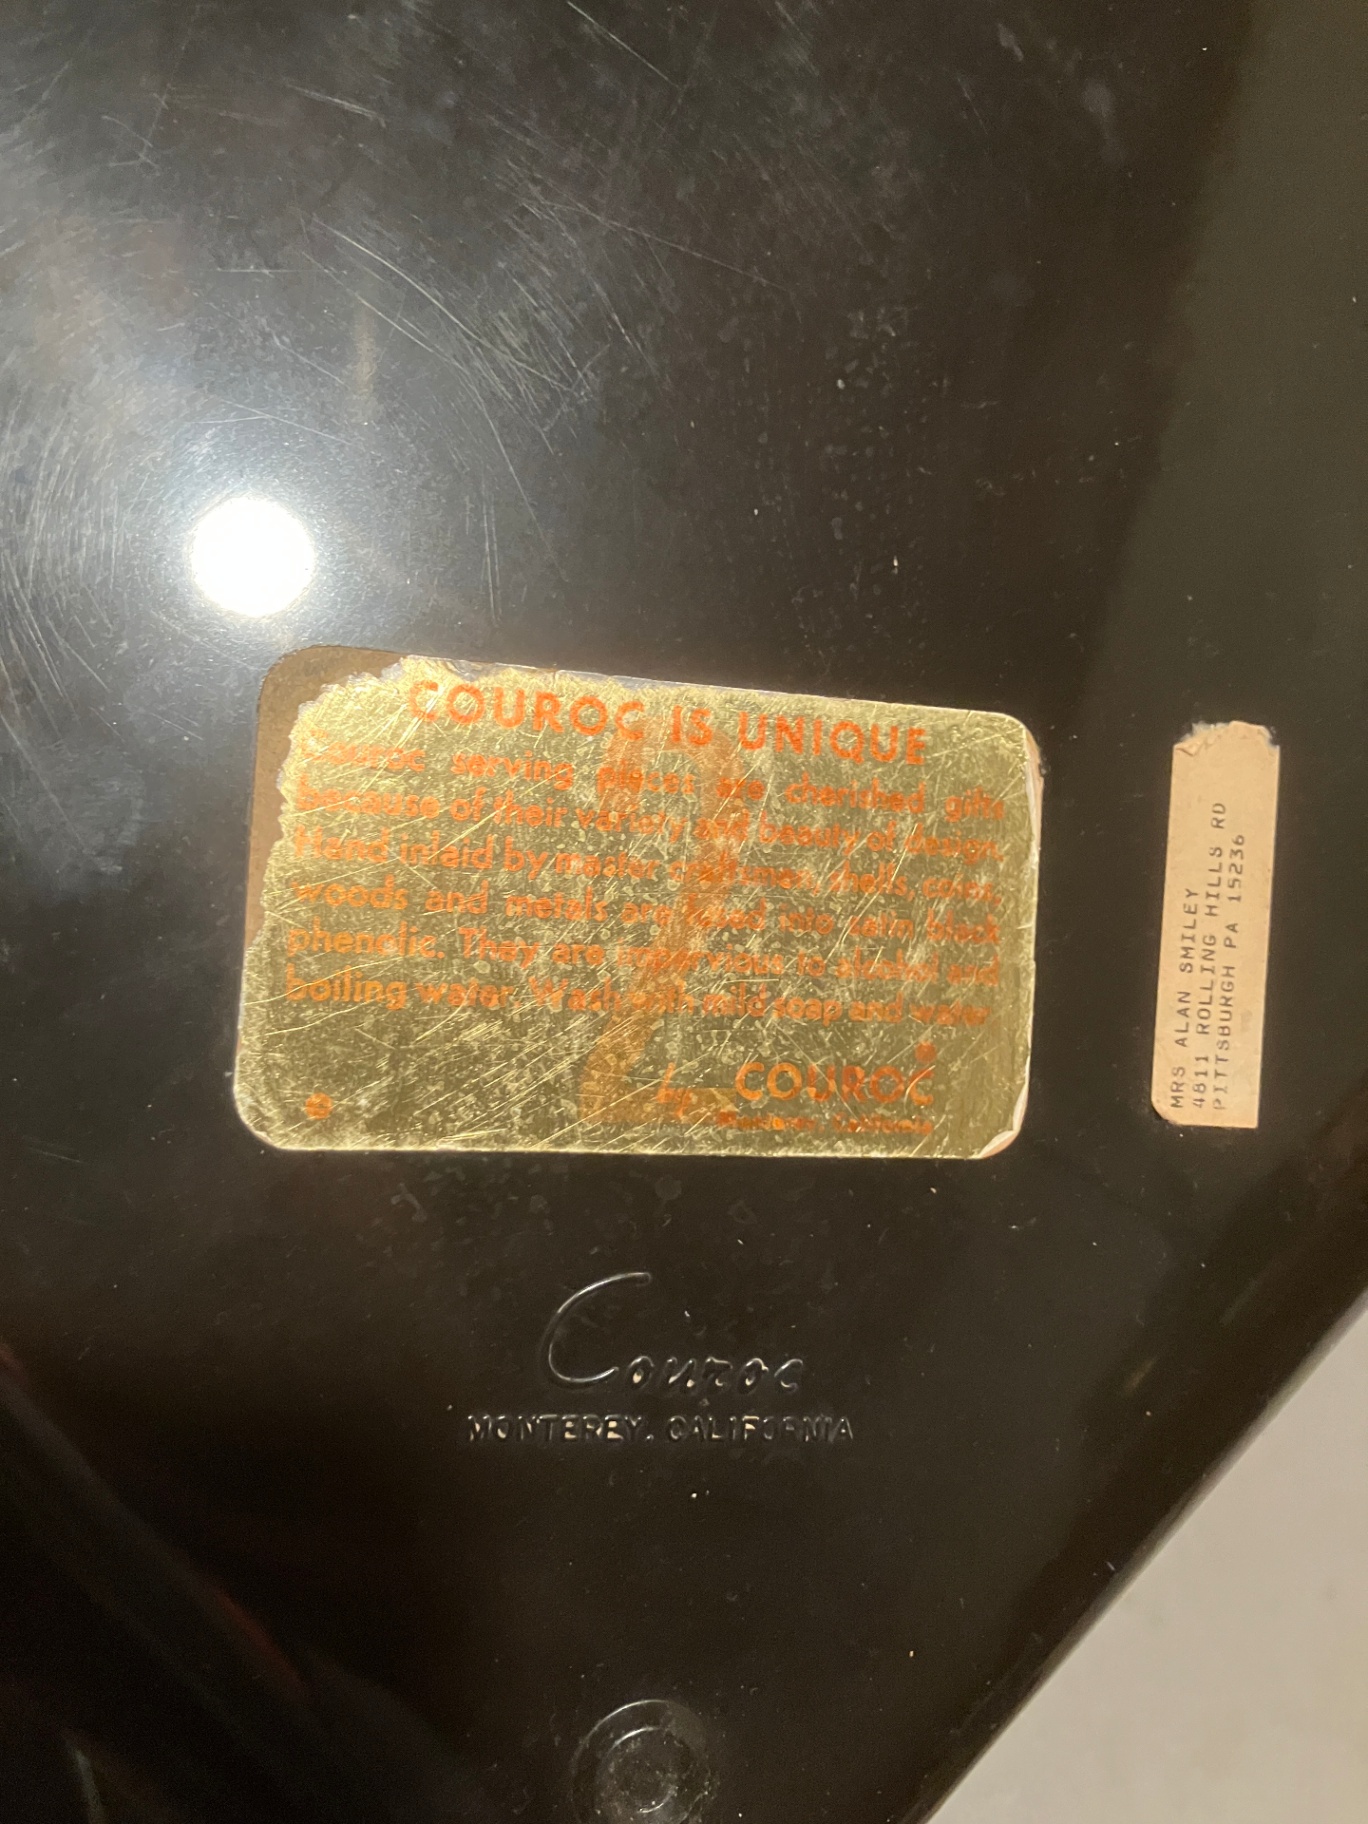 COUROC IS UNIQUE
Couroc serving pieces are cherished gifts
because of their variety and beauty of design.
Hand inlaid by master craftsmen, shells, coins,
woods and metals are fused into satin black
phenolic. They are impervious to alcohol and
boiling water. Wash with mild soap and water
®
by COUROC
Monterey, California
MRS ALAN SMILEY
4811 ROLLING HILLS RD
PITTSBURGH PA 15236
Couroc
MONTEREY. CALIFORNIA